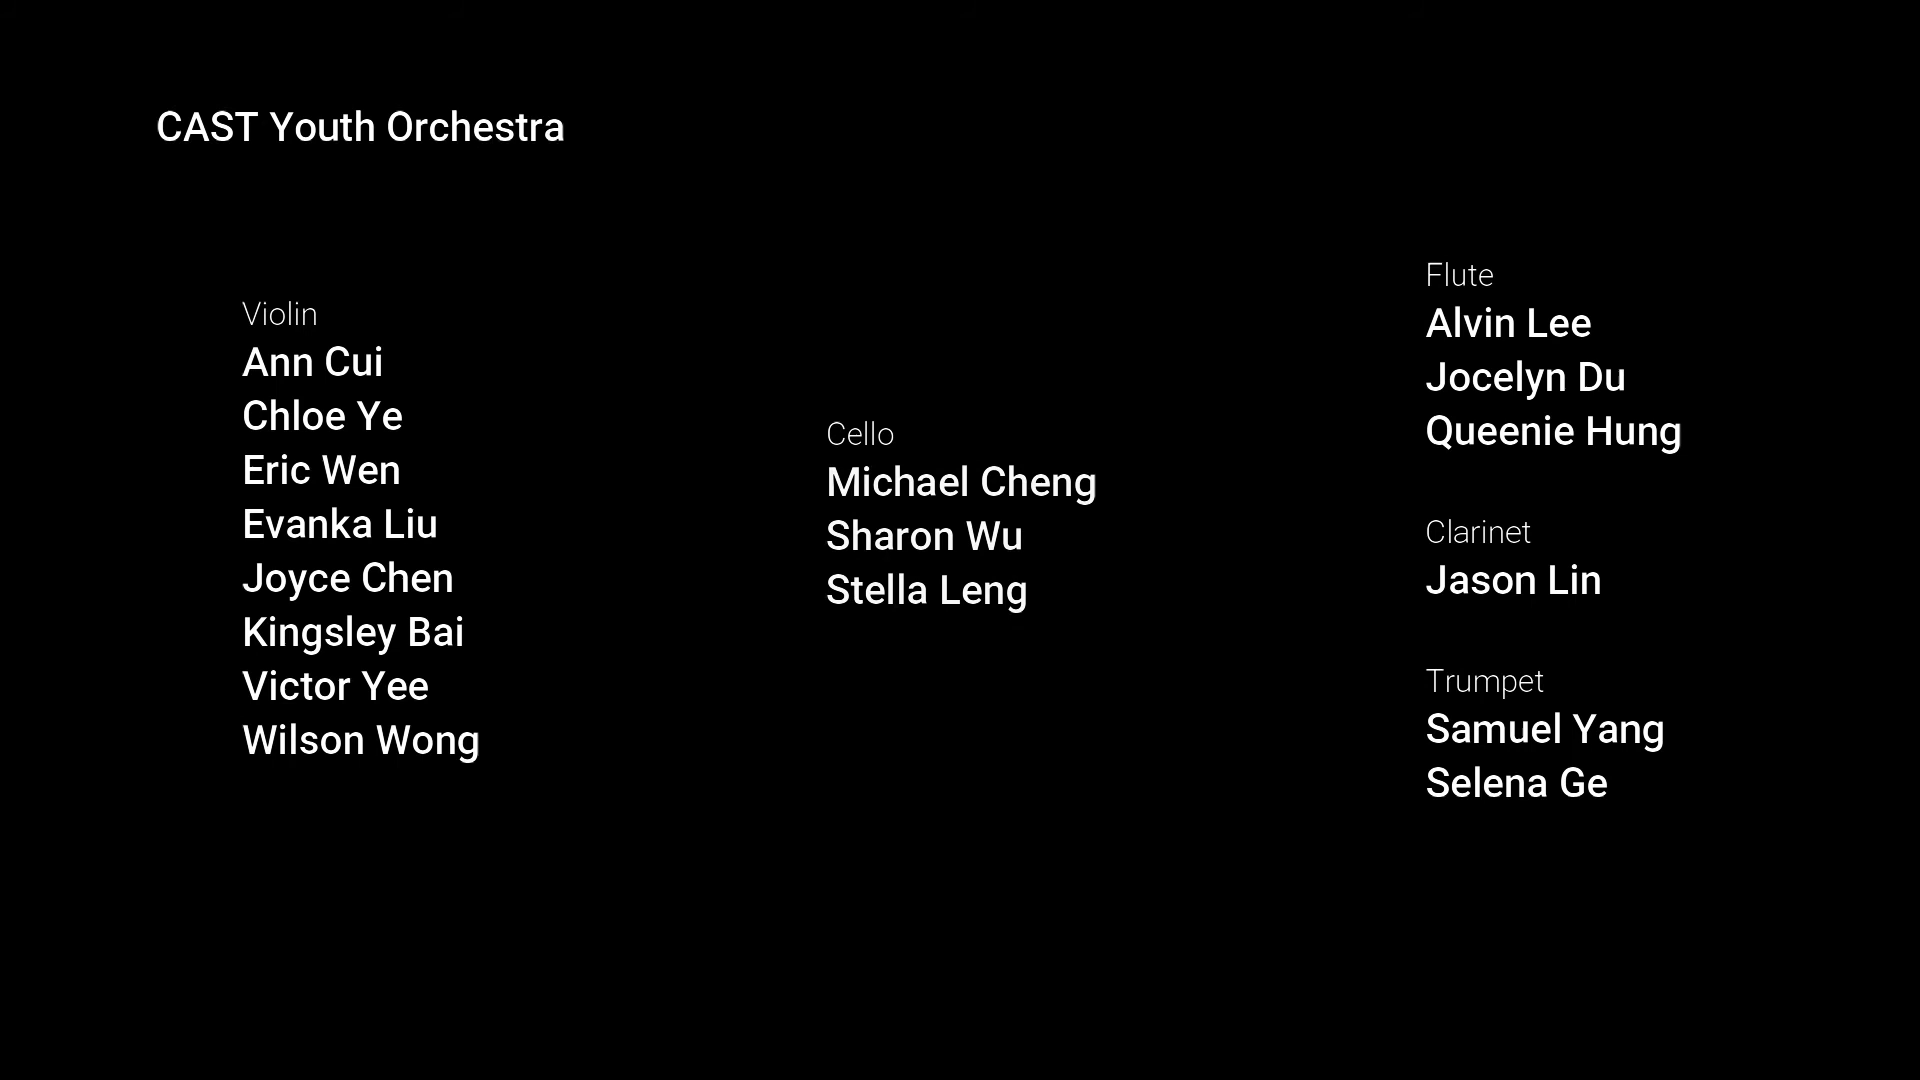 CAST Youth Orchestra
Violin
Ann Cui
Chloe Ye
Eric Wen
Evanka Liu
Joyce Chen
Kingsley Bai
Victor Yee
Wilson Wong
Cello
Michael Cheng
Sharon Wu
Stella Leng
Flute
Alvin Lee
Jocelyn Du
Queenie Hung
Clarinet
Jason Lin
Trumpet
Samuel Yang
Selena Ge